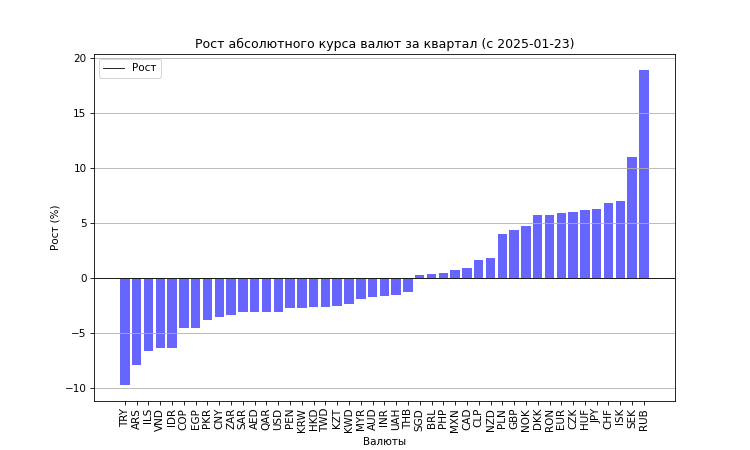 Рост абсолютного курса валют за квартал (с 2025-01-23)
Рост
20
15
10
5
0
−5
−10
Рост (%)
TRY ARS ILS VND IDR COP EGP PKR CNY ZAR SAR AED QAR USD PEN KRW HKD TWD KZT KWD MYR AUD INR UAH THB SGD BRL PHP MXN CAD CLP NZD PLN GBP NOK DKK RON EUR CZK HUF JPY CHF ISK SEK RUB
Валюты